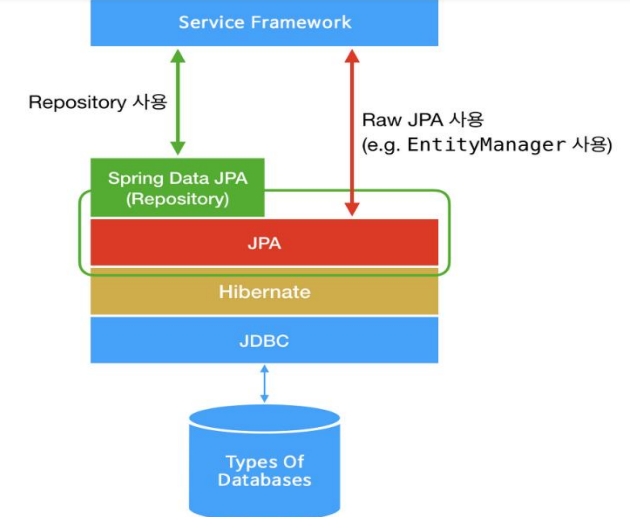 Service Framework
Repository 사용
Raw JPA 사용
(e.g. EntityManager 사용)
Spring Data JPA
(Repository)
JPA
Hibernate
JDBC
Types Of
Databases